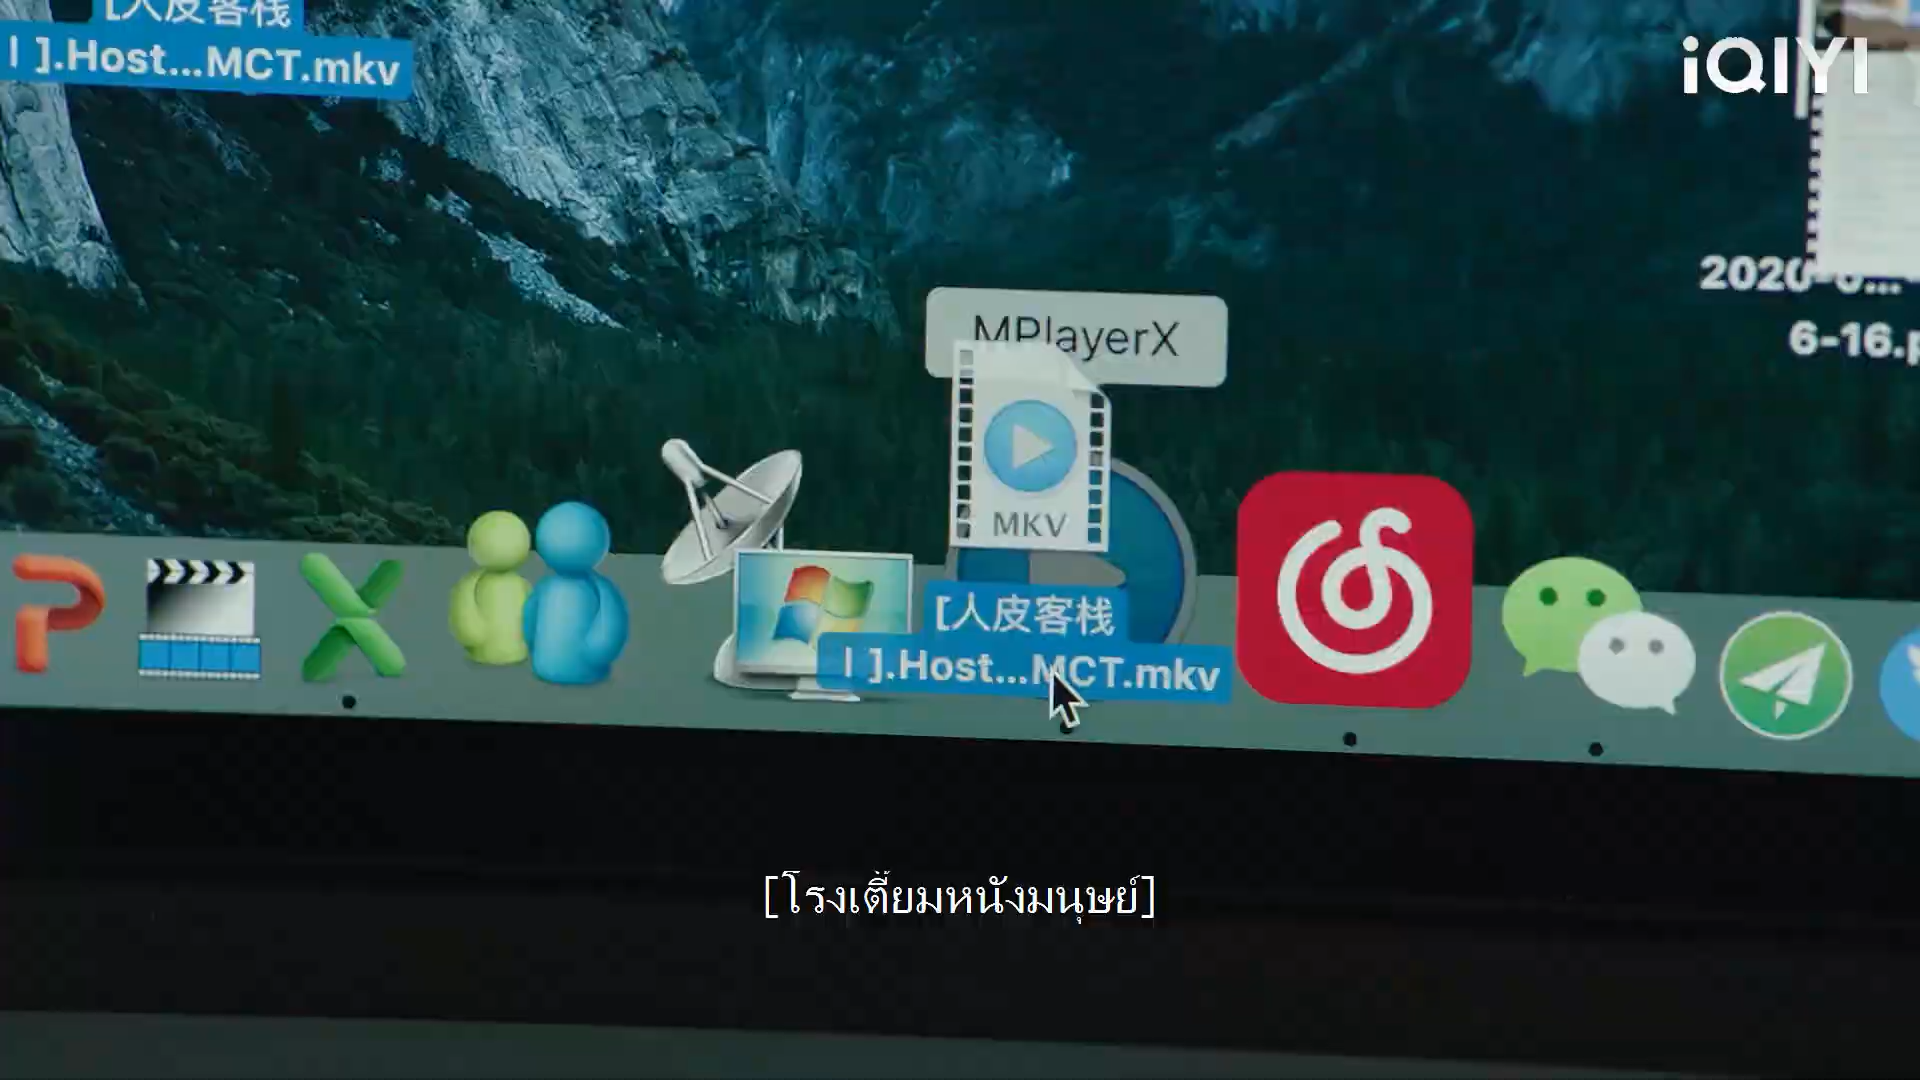 [人皮客栈
I ].Host...MCT.mkv
iQIYI
MPlayerX
MKV
[人皮客栈
I ].Host...MCT.mkv
6-16.p
[โรงเตี๊ยมหนังมนุษย์]